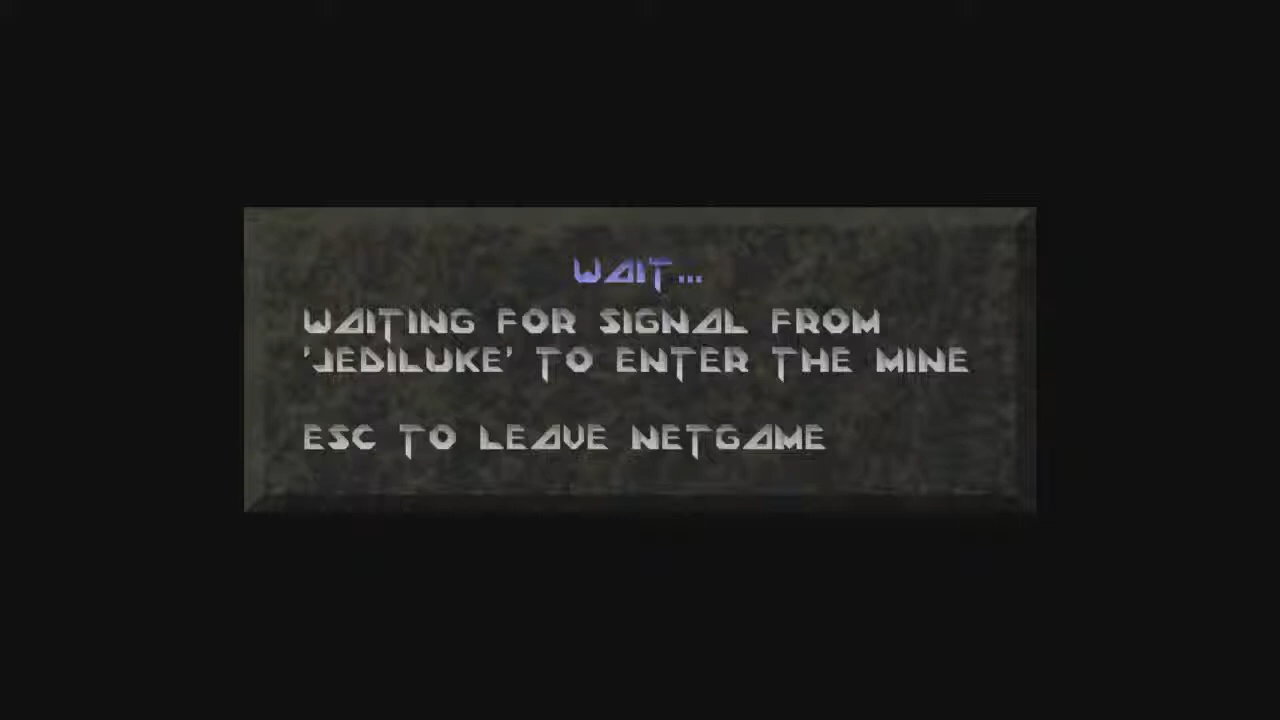 WAIT...
WAITING FOR SIGNAL FROM
'JEDILUKE' TO ENTER THE MINE
ESC TO LEAVE NETGAME